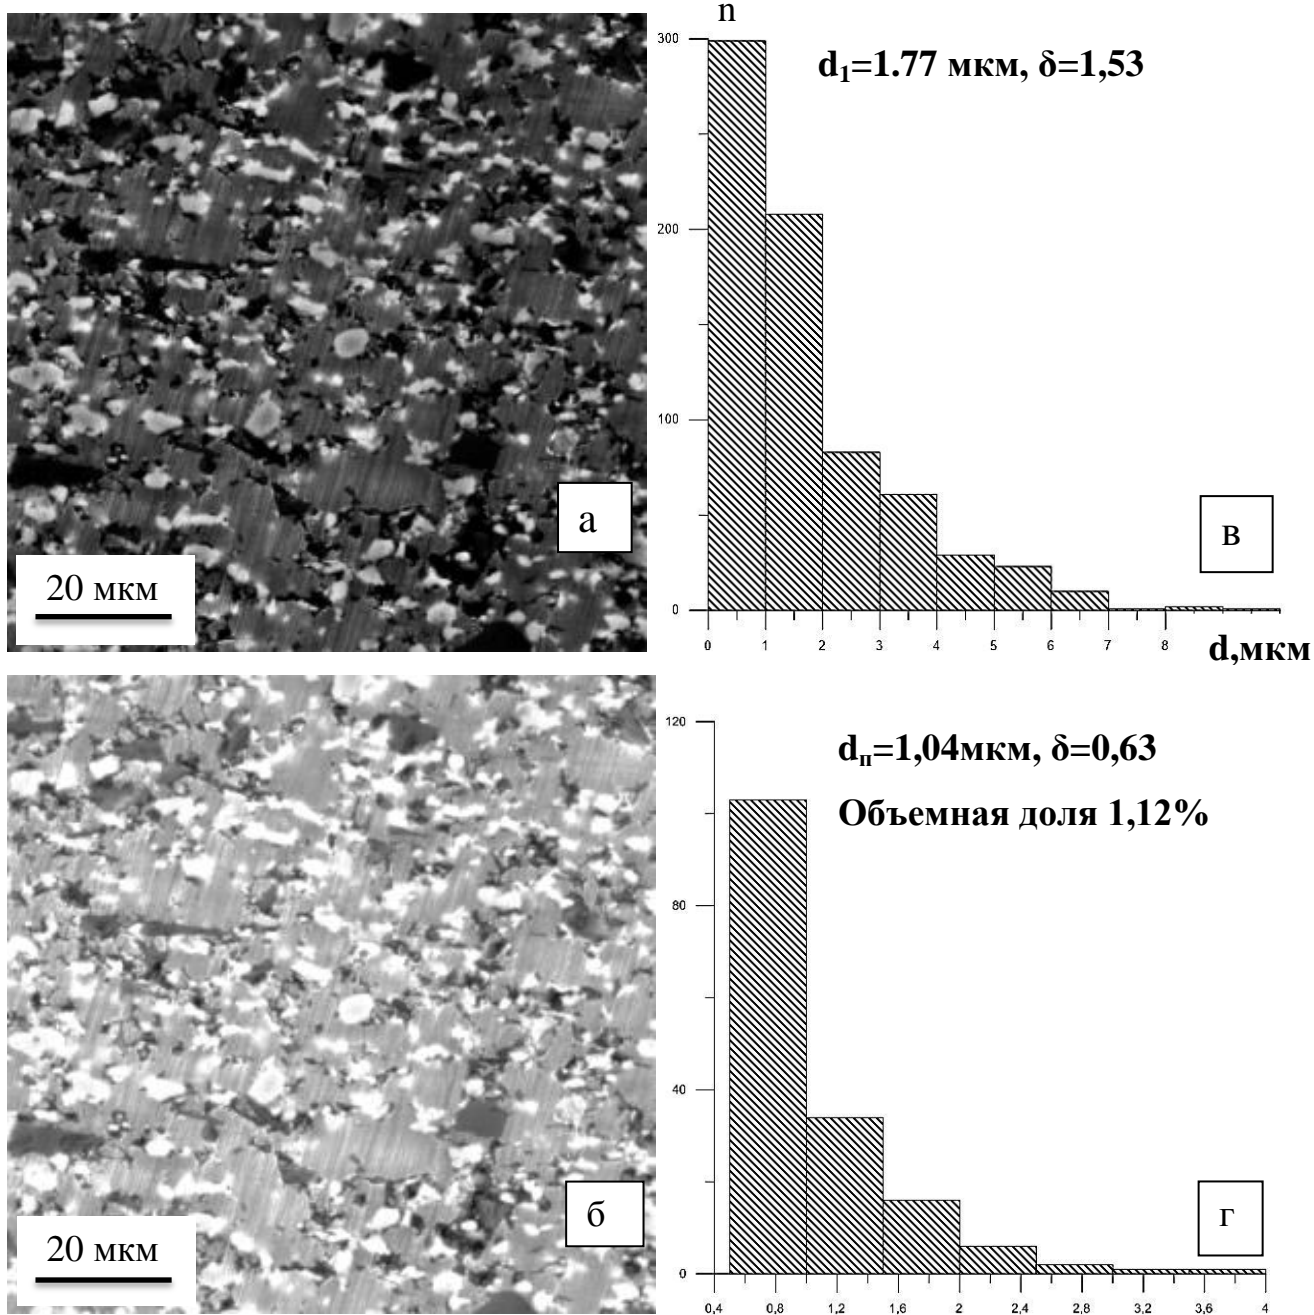 n
300
d₁=1.77 мкм, δ=1,53
200
100
а
в
20 мкм
0
0 1 2 3 4 5 6 7 8
d,мкм
120
dп=1,04мкм, δ=0,63
Объемная доля 1,12%
80
40
б
г
20 мкм
0
0,4 0,8 1,2 1,6 2 2,4 2,8 3,2 3,6 4